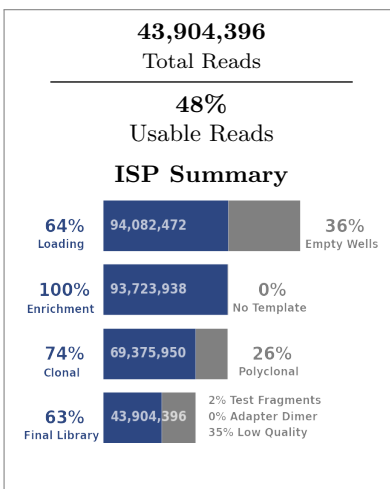 43,904,396
Total Reads
48%
Usable Reads
ISP Summary
64%
Loading
94,082,472
36%
Empty Wells
100%
Enrichment
93,723,938
0%
No Template
74%
Clonal
69,375,950
26%
Polyclonal
63%
Final Library
43,904,396
2% Test Fragments
0% Adapter Dimer
35% Low Quality